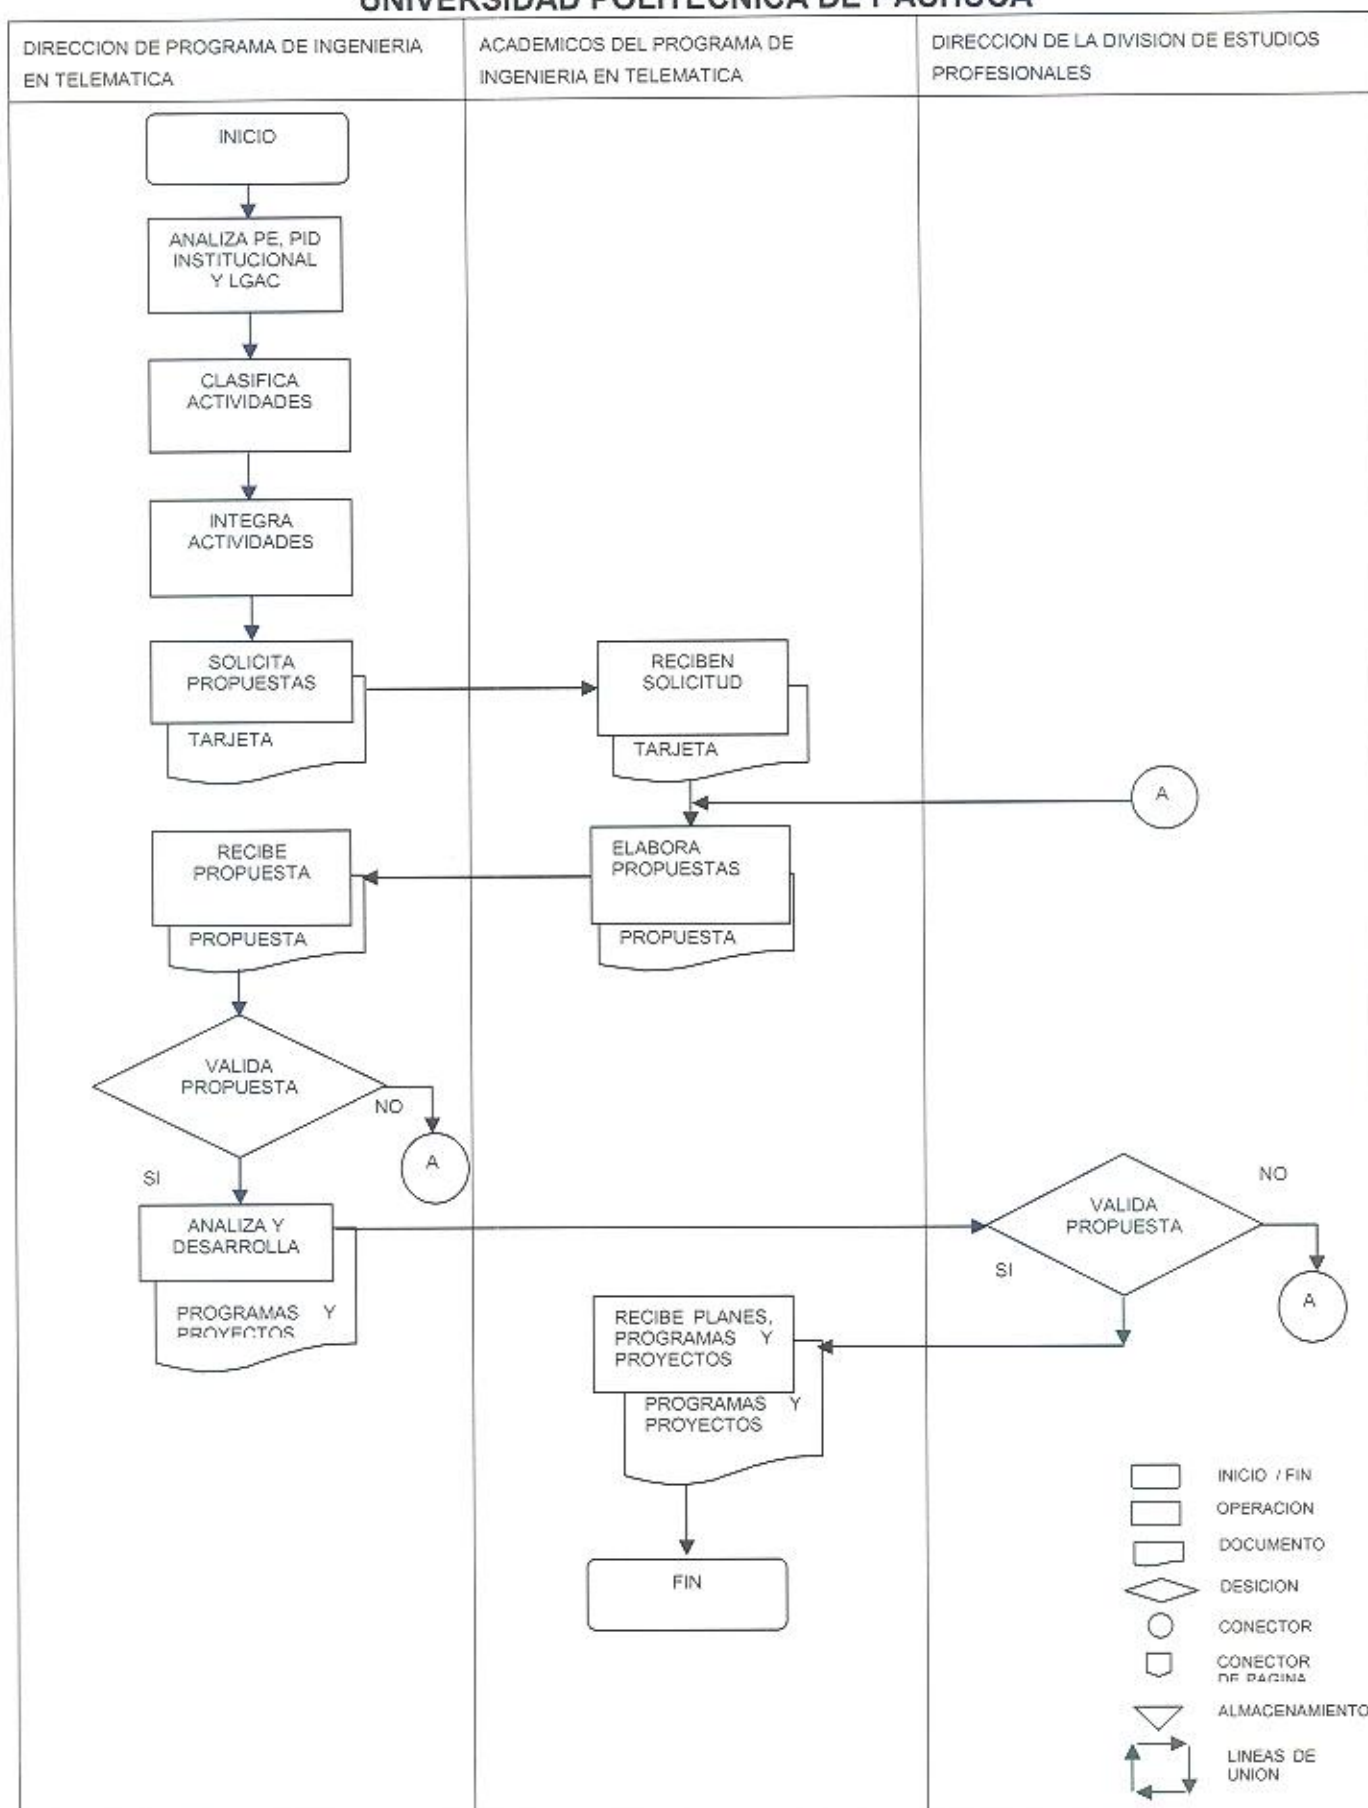 UNIVERSIDAD POLITECNICA DE PACHUCA
DIRECCION DE PROGRAMA DE INGENIERIA
EN TELEMATICA
ACADEMICOS DEL PROGRAMA DE
INGENIERIA EN TELEMATICA
DIRECCION DE LA DIVISION DE ESTUDIOS
PROFESIONALES
INICIO
ANALIZA PE, PID
INSTITUCIONAL
Y LGAC
CLASIFICA
ACTIVIDADES
INTEGRA
ACTIVIDADES
SOLICITA
PROPUESTAS
TARJETA
RECIBEN
SOLICITUD
TARJETA
A
ELABORA
PROPUESTAS
PROPUESTA
RECIBE
PROPUESTA
PROPUESTA
VALIDA
PROPUESTA
NO
A
SI
ANALIZA Y
DESARROLLA
PROGRAMAS Y
PROYECTOS
VALIDA
PROPUESTA
NO
A
SI
RECIBE PLANES,
PROGRAMAS Y
PROYECTOS
PROGRAMAS Y
PROYECTOS
FIN
INICIO / FIN
OPERACION
DOCUMENTO
DESICION
CONECTOR
CONECTOR
DE PAGINA
ALMACENAMIENTO
LINEAS DE
UNION